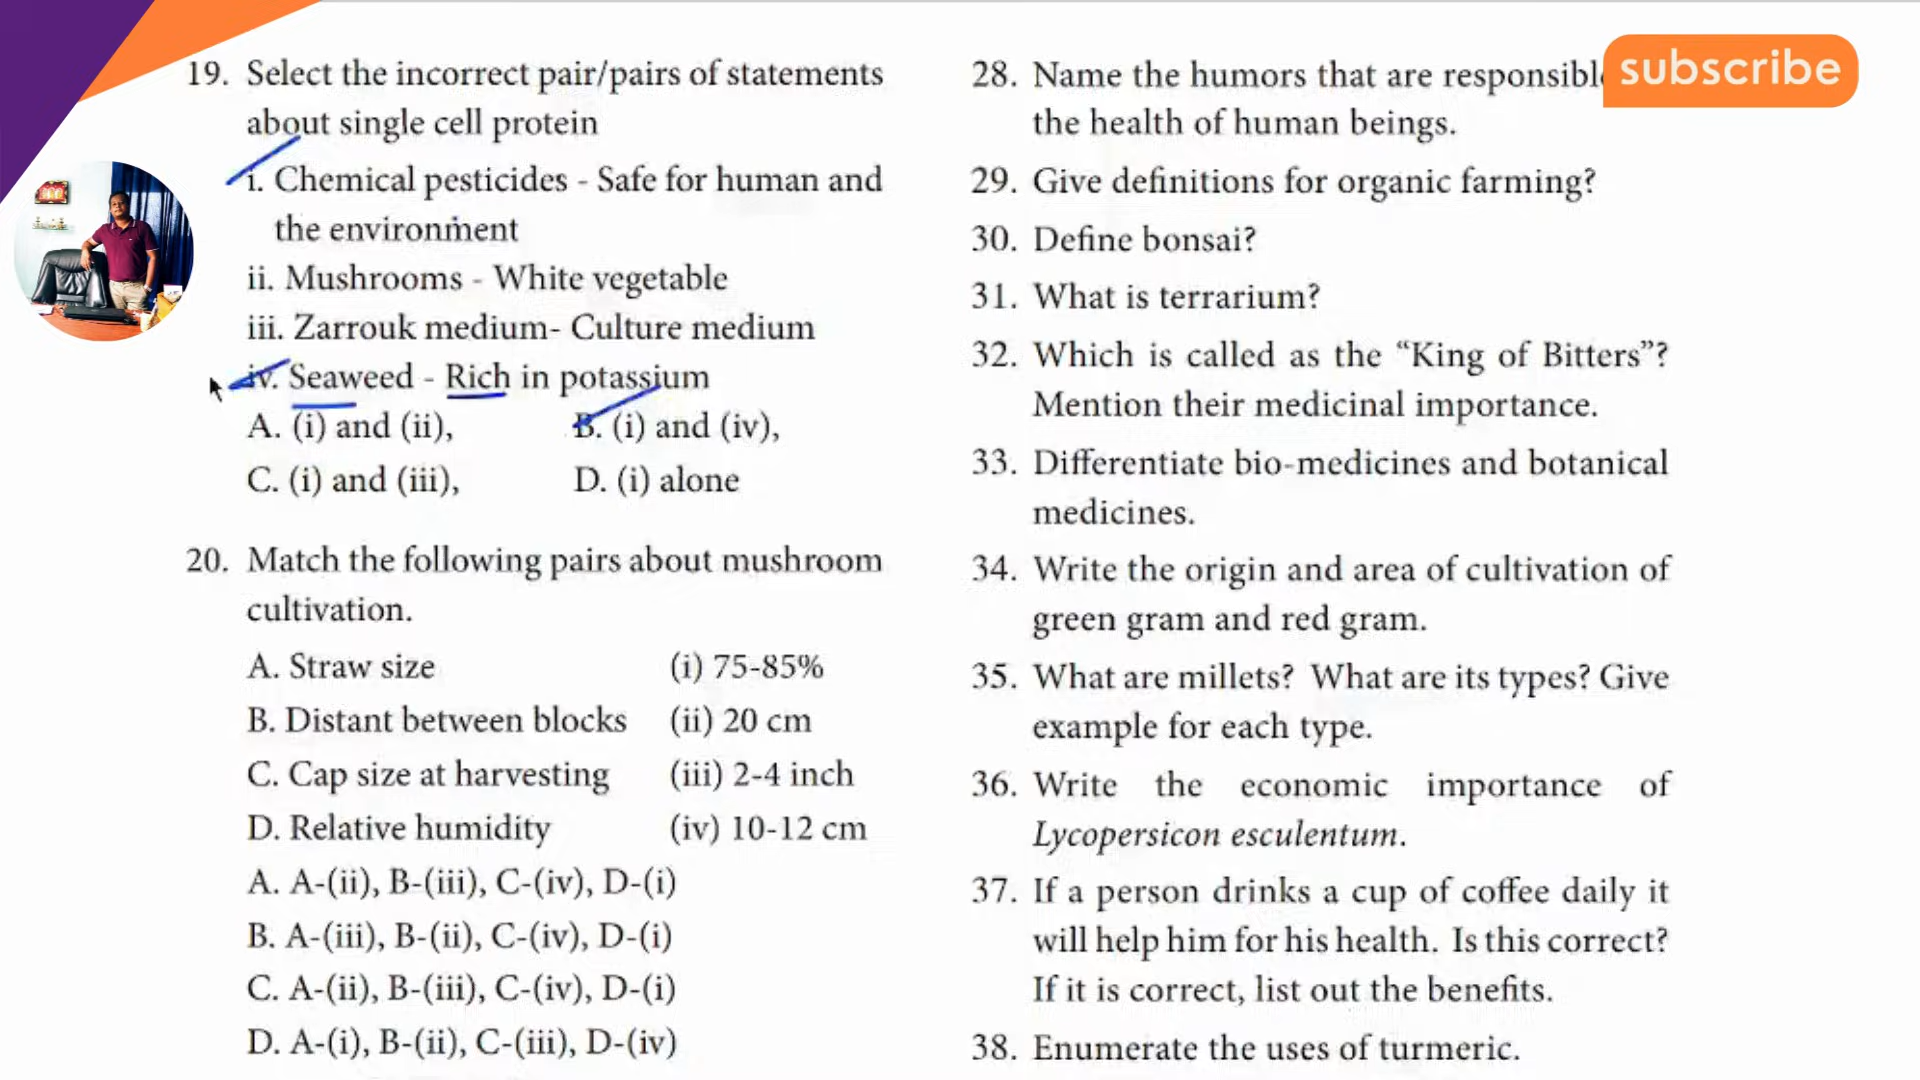 19. Select the incorrect pair/pairs of statements
about single cell protein
i. Chemical pesticides - Safe for human and
the environment
ii. Mushrooms - White vegetable
iii. Zarrouk medium- Culture medium
iv. Seaweed - Rich in potassium
A. (i) and (ii), B. (i) and (iv),
C. (i) and (iii), D. (i) alone
20. Match the following pairs about mushroom
cultivation.
A. Straw size (i) 75-85%
B. Distant between blocks (ii) 20 cm
C. Cap size at harvesting (iii) 2-4 inch
D. Relative humidity (iv) 10-12 cm
A. A-(ii), B-(iii), C-(iv), D-(i)
B. A-(iii), B-(ii), C-(iv), D-(i)
C. A-(ii), B-(iii), C-(iv), D-(i)
D. A-(i), B-(ii), C-(iii), D-(iv)
28. Name the humors that are responsibl
the health of human beings.
29. Give definitions for organic farming?
30. Define bonsai?
31. What is terrarium?
32. Which is called as the “King of Bitters”?
Mention their medicinal importance.
33. Differentiate bio-medicines and botanical
medicines.
34. Write the origin and area of cultivation of
green gram and red gram.
35. What are millets? What are its types? Give
example for each type.
36. Write the economic importance of
Lycopersicon esculentum.
37. If a person drinks a cup of coffee daily it
will help him for his health. Is this correct?
If it is correct, list out the benefits.
38. Enumerate the uses of turmeric.
subscribe